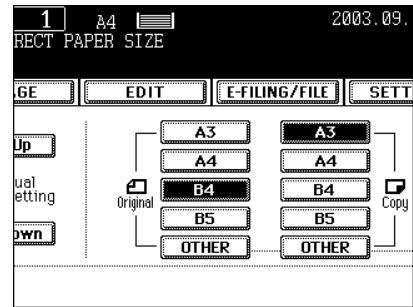 1 A4 2003.09.
RECT PAPER SIZE
.GE EDIT E-FILING/FILE SETT
Up
ual
etting
own
Original
A3
A4
B4
B5
OTHER
A3
A4
B4
B5
OTHER
Copy